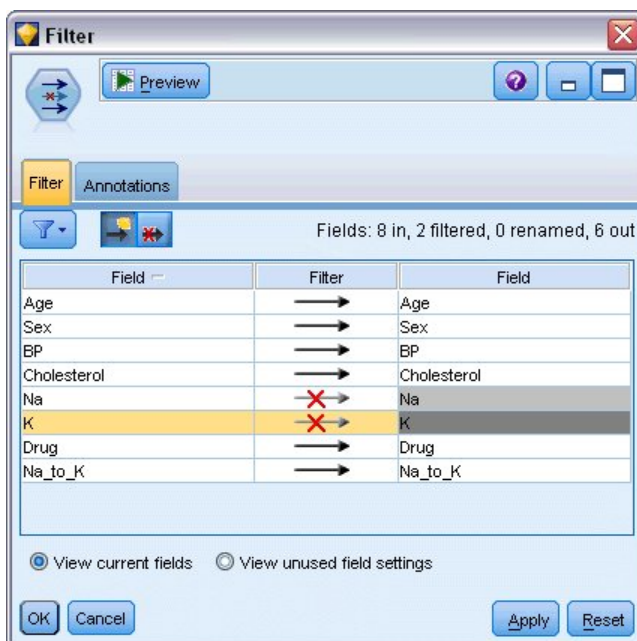 Filter
Preview
Filter Annotations
Fields: 8 in, 2 filtered, 0 renamed, 6 out
Field Filter Field
Age Age
Sex Sex
BP BP
Cholesterol Cholesterol
Na Na
K K
Drug Drug
Na_to_K Na_to_K
View current fields View unused field settings
OK Cancel Apply Reset